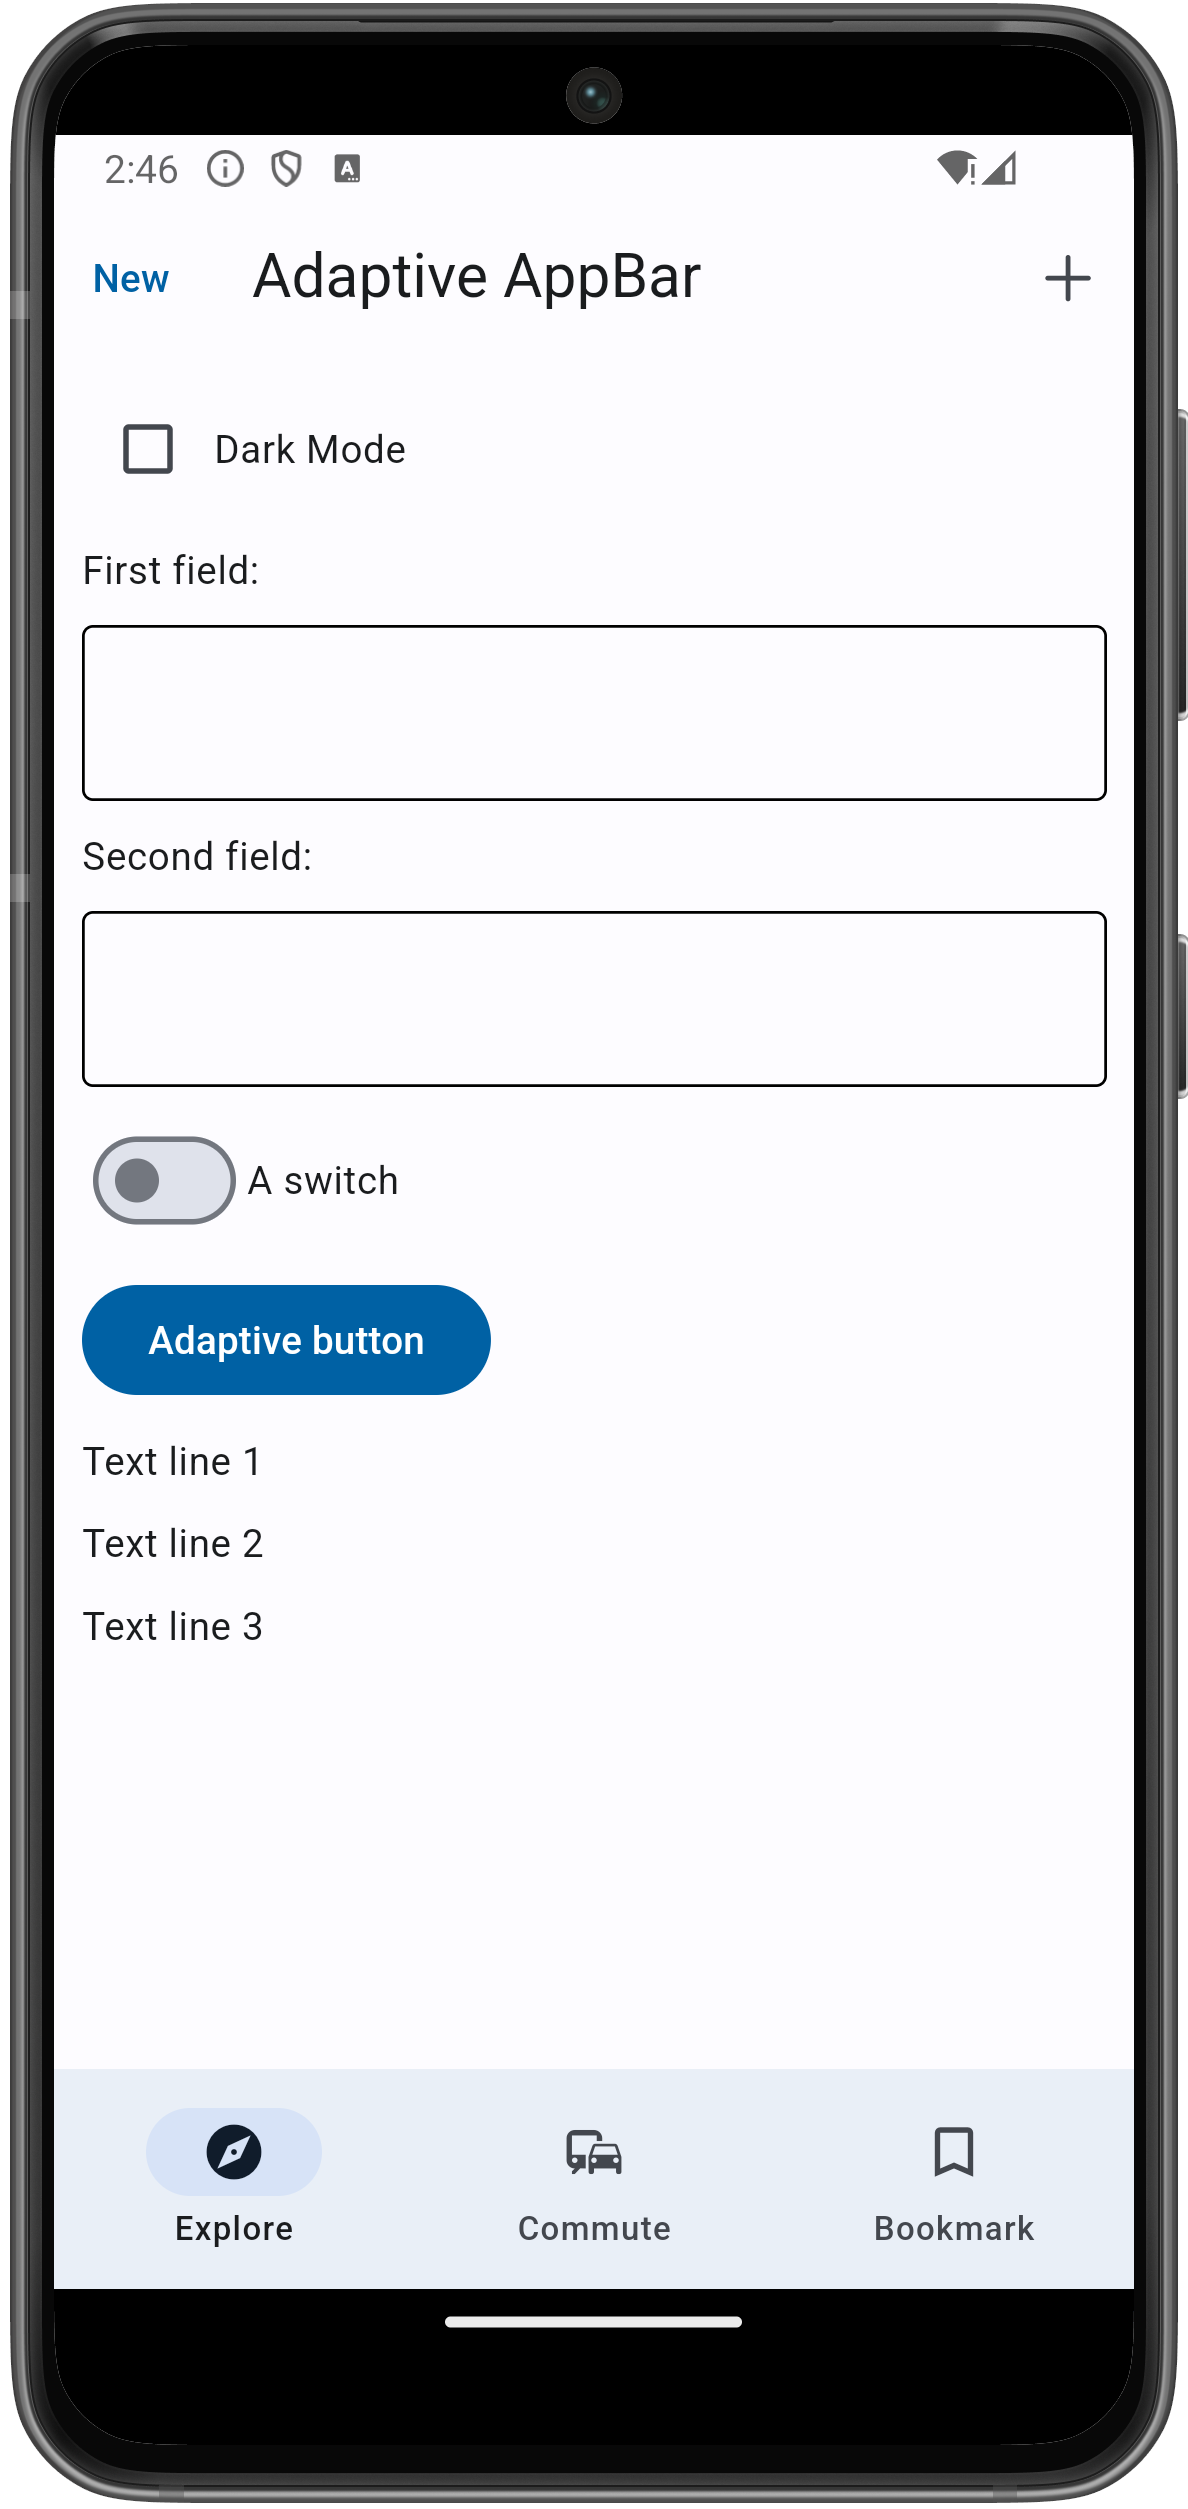 2:46
New Adaptive AppBar
Dark Mode
First field:
Second field:
A switch
Adaptive button
Text line 1
Text line 2
Text line 3
Explore Commute Bookmark